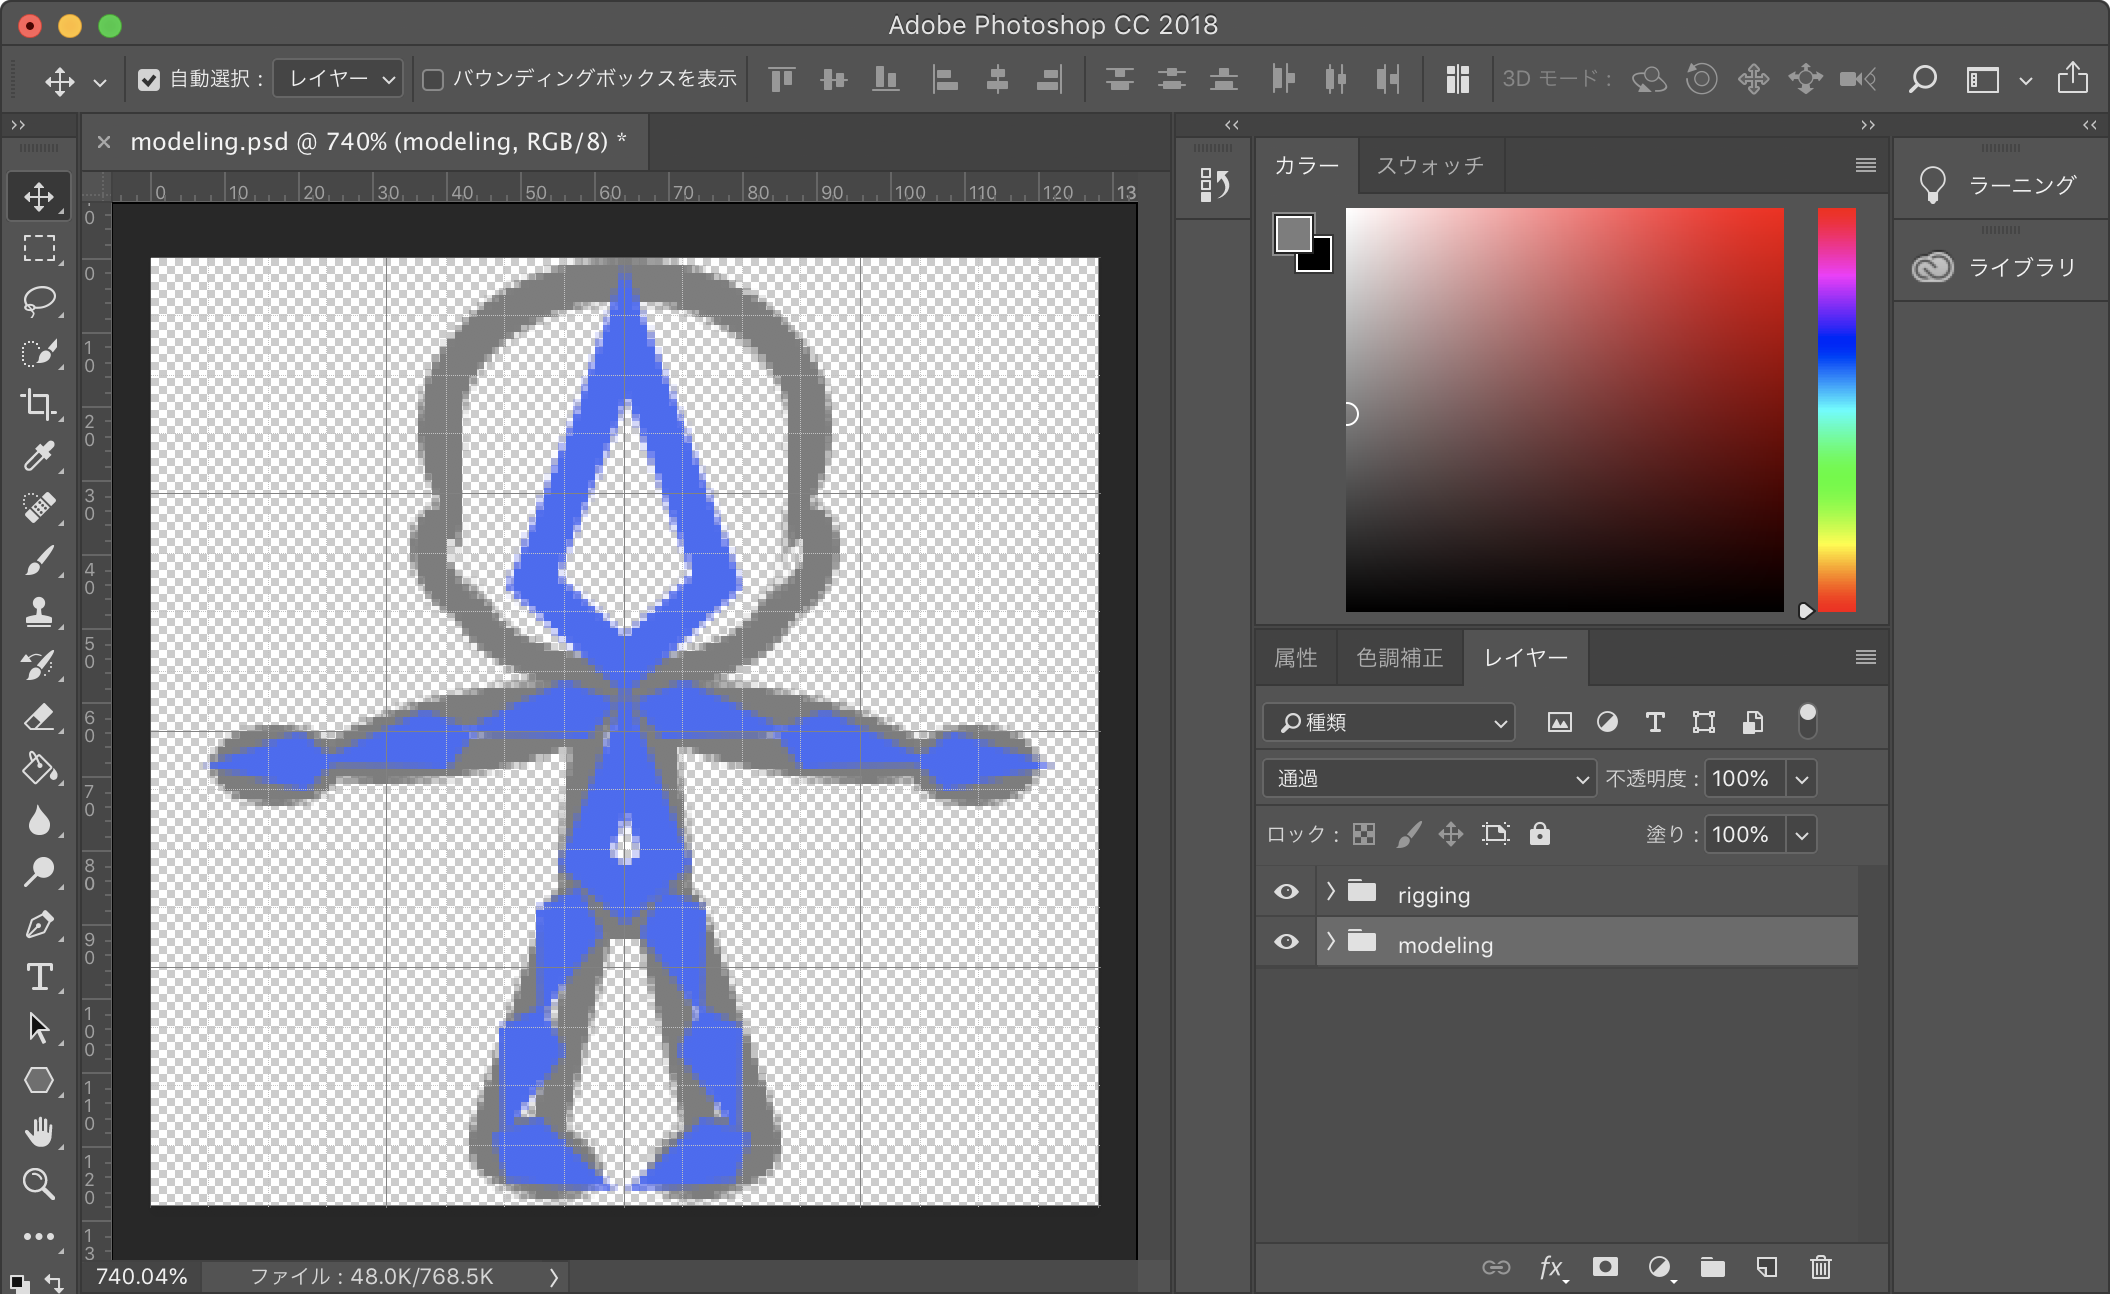 Adobe Photoshop CC 2018
自動選択 : レイヤー バウンディングボックスを表示 3D モード :
modeling.psd @ 740% (modeling, RGB/8) *
0 10 20 30 40 50 60 70 80 90 100 110 120 13
0
0
10
20
30
40
50
60
70
80
90
100
110
120
13
カラー スウォッチ
ラーニング
ライブラリ
属性 色調補正 レイヤー
種類
通過 不透明度 : 100%
ロック : 塗り : 100%
rigging
modeling
fx
740.04% ファイル : 48.0K/768.5K